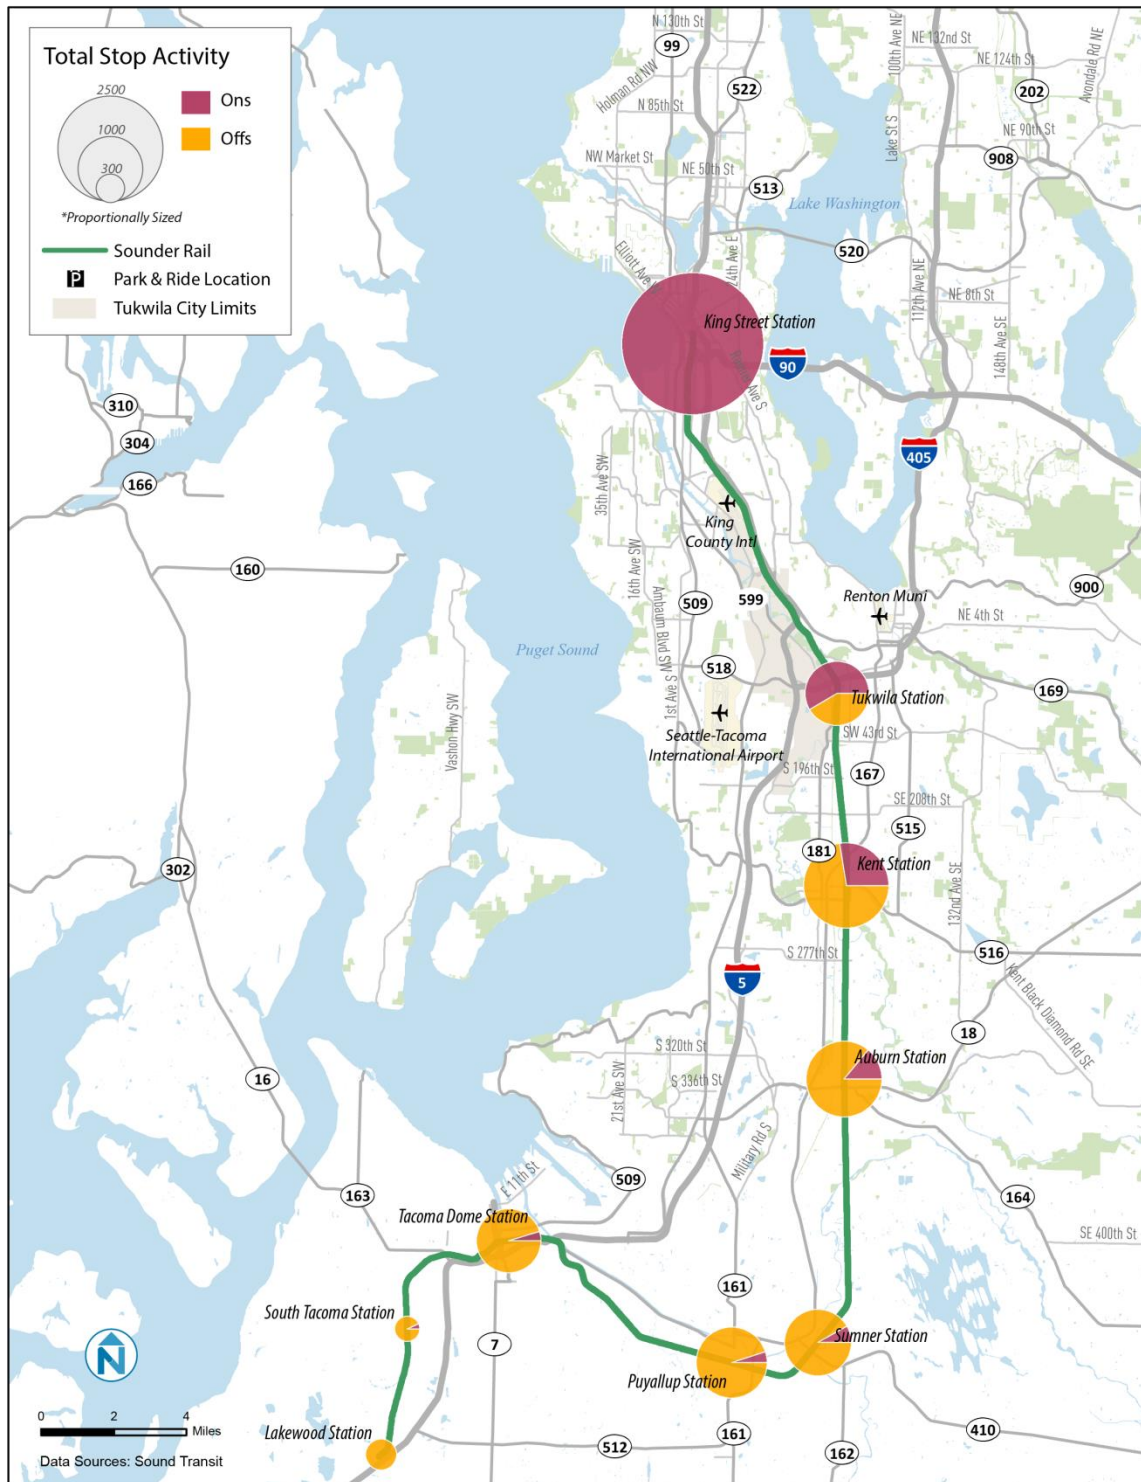 Total Stop Activity
2500
1000
300
Ons
Offs
*Proportionally Sized
Sounder Rail
P
Park & Ride Location
Tukwila City Limits
N 130th St
99
Holman Rd NW
522
N 85th St
NW Market St
NE 50th St
513
Elliott Ave
24th Ave E
Lake Washington
520
100th Ave NE
NE 132nd St
NE 124th St
Avondale Rd NE
202
Lake St S
NE 90th St
908
112th Ave NE
NE 8th St
148th Ave SE
King Street Station
Ave S
90
405
310
304
166
35th Ave SW
King
County Intl
160
16th Ave SW
Ambaum Blvd SW
509
599
Renton Muni
900
NE 4th St
Puget Sound
518
1st Ave S
Tukwila Station
169
Vashon Hwy SW
Seattle-Tacoma
International Airport
SW 43rd St
S 196th St
167
SE 208th St
515
181
Kent Station
132nd Ave SE
302
S 277th St
516
5
Kent Black Diamond Rd SE
18
S 320th St
Auburn Station
S 336th St
21st Ave SW
16
Military Rd S
E 11th St
509
163
164
Tacoma Dome Station
SE 400th St
161
South Tacoma Station
7
Sumner Station
Puyallup Station
N
0 2 4
Miles
Lakewood Station
512
161
162
410
Data Sources: Sound Transit